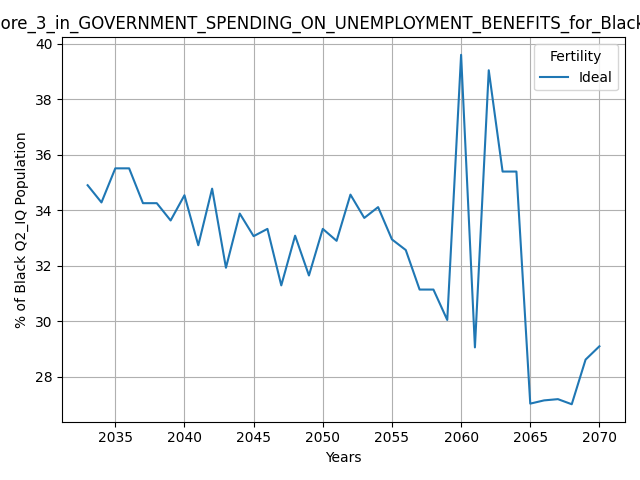 ore_3_in_GOVERNMENT_SPENDING_ON_UNEMPLOYMENT_BENEFITS_for_Black
40
38
36
34
32
30
28
% of Black Q2_IQ Population
Fertility
Ideal
2035 2040 2045 2050 2055 2060 2065 2070
Years